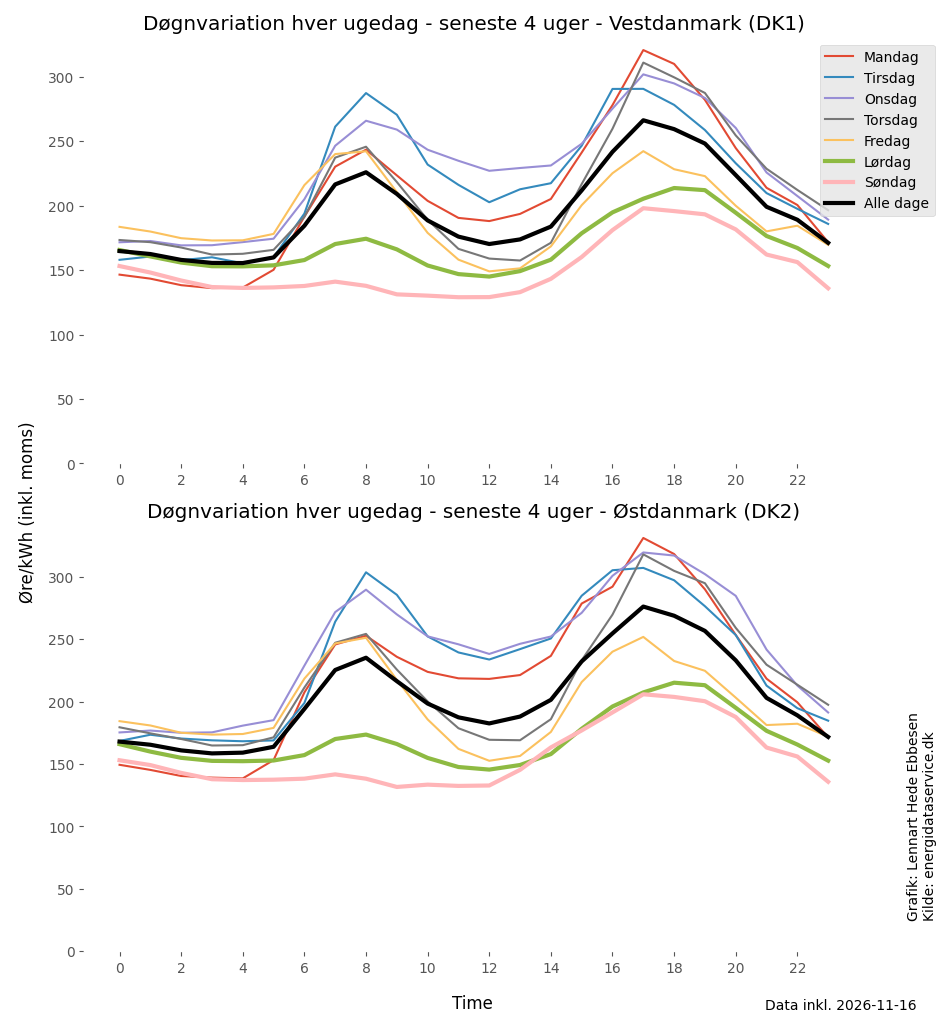 Døgnvariation hver ugedag - seneste 4 uger - Vestdanmark (DK1)
300
250
200
150
100
50
0
0 2 4 6 8 10 12 14 16 18 20 22
Mandag
Tirsdag
Onsdag
Torsdag
Fredag
Lørdag
Søndag
Alle dage
Øre/kWh (inkl. moms)
Døgnvariation hver ugedag - seneste 4 uger - Østdanmark (DK2)
300
250
200
150
100
50
0
0 2 4 6 8 10 12 14 16 18 20 22
Time
Grafik: Lennart Hede Ebbesen
Kilde: energidataservice.dk
Data inkl. 2026-11-16